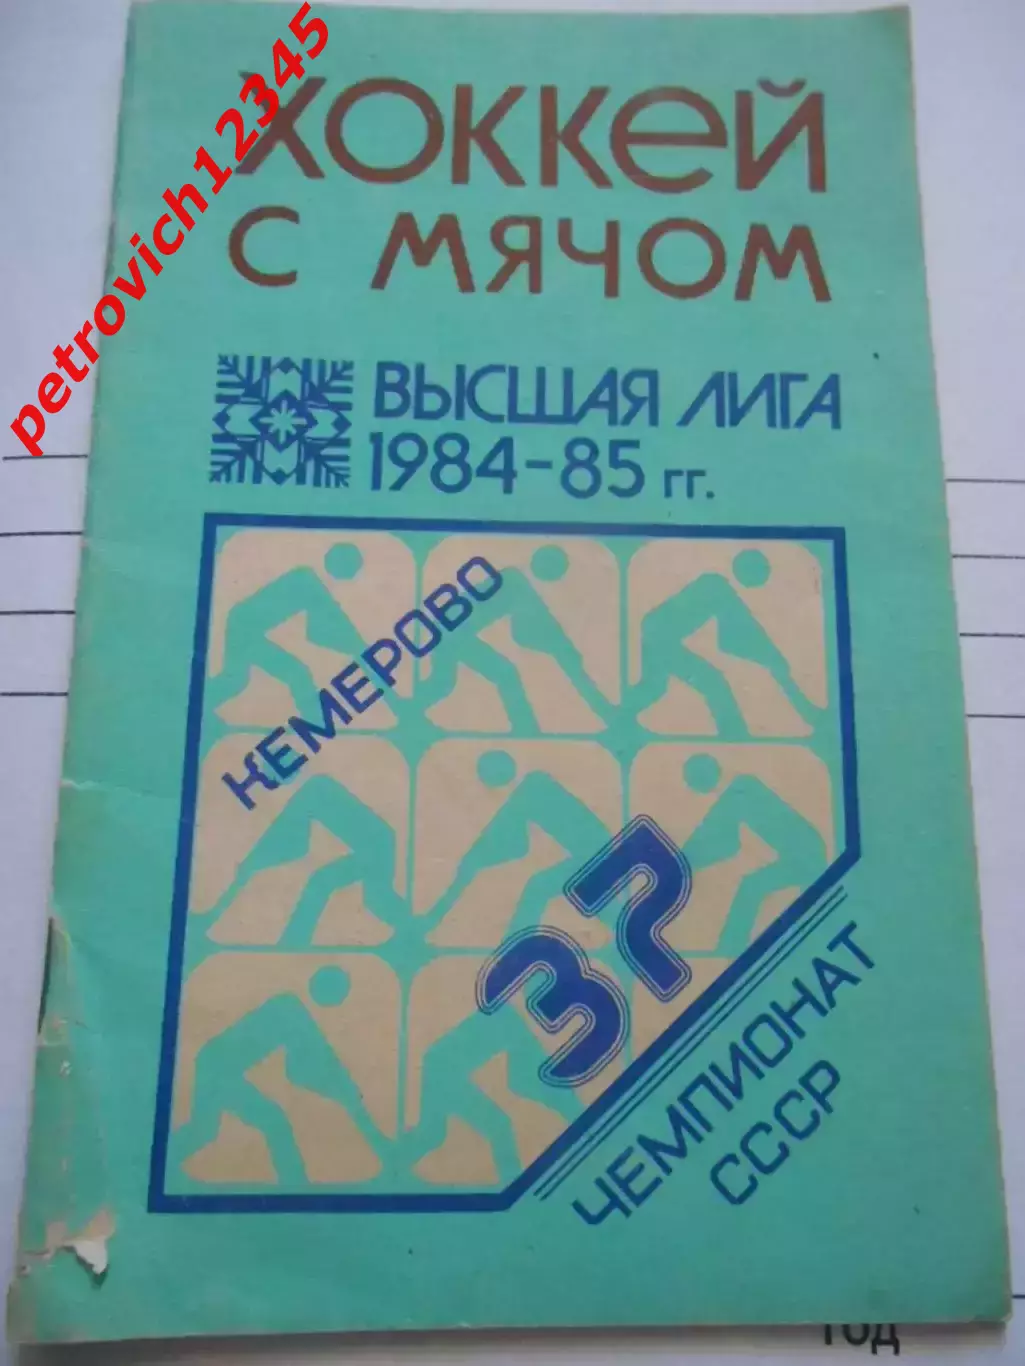 petrovich12345
ХОККЕЙ
С МЯЧОМ
ВЫСШАЯ ЛИГА
1984-85 гг.
КЕМЕРОВО
37
ЧЕМПИОНАТ
СССР
год